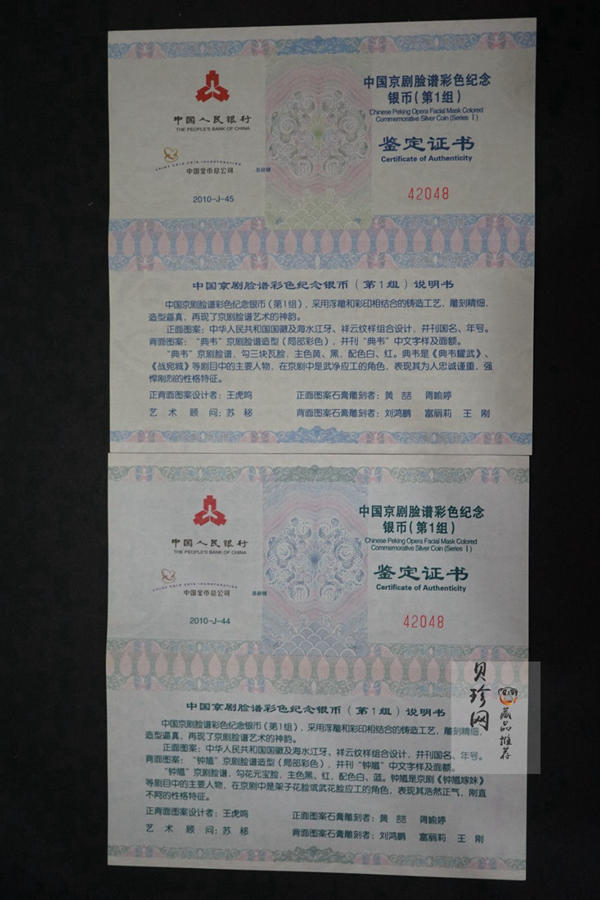 中国京剧脸谱彩色纪念
银币(第1组)
Chinese Peking Opera Facial Mask Colored
Commemorative Silver Coin (Series Ⅰ)
鉴定证书
Certificate of Authenticity
42048
中国人民银行
THE PEOPLE'S BANK OF CHINA
CHINA GOLD COIN INCORPORATION
中国金币总公司
2010-J-45
中国京剧脸谱彩色纪念银币(第1组)说明书
中国京剧脸谱彩色纪念银币(第1组),采用浮雕和彩印相结合的铸造工艺,雕刻精细,
造型逼真,再现了京剧脸谱艺术的神韵。
正面图案:中华人民共和国国徽及海水江牙、祥云纹样组合设计,并刊国名、年号。
背面图案:“典韦”京剧脸谱造型(局部彩色),并刊“典韦”中文字样及面额。
“典韦”京剧脸谱,勾三块瓦脸,主色黄、黑,配色白、红。典韦是《典韦耀武》、
《战宛城》等剧目中的主要人物,在京剧中是武净应工的角色,表现其为人忠诚谨重,强
悍刚烈的性格特征。
正背面图案设计者:王虎鸣 正面图案石膏雕刻者:黄喆 胥喻婷
艺术顾问:苏移 背面图案石膏雕刻者:刘鸿鹏 富丽莉 王刚
中国京剧脸谱彩色纪念
银币(第1组)
Chinese Peking Opera Facial Mask Colored
Commemorative Silver Coin (Series Ⅰ)
鉴定证书
Certificate of Authenticity
42048
中国人民银行
THE PEOPLE'S BANK OF CHINA
CHINA GOLD COIN INCORPORATION
中国金币总公司
2010-J-44
中国京剧脸谱彩色纪念银币(第1组)说明书
中国京剧脸谱彩色纪念银币(第1组),采用浮雕和彩印相结合的铸造工艺,雕刻精细,
造型逼真,再现了京剧脸谱艺术的神韵。
正面图案:中华人民共和国国徽及海水江牙、祥云纹样组合设计,并刊国名、年号。
背面图案:“钟馗”京剧脸谱造型(局部彩色),并刊“钟馗”中文字样及面额。
“钟馗”京剧脸谱,勾花元宝脸,主色黑、红,配色白、蓝。钟馗是京剧《钟馗嫁妹》
等剧目中的主要人物,在京剧中是架子花脸或武花脸应工的角色,表现其浩然正气,刚直
不阿的性格特征。
正背面图案设计者:王虎鸣 正面图案石膏雕刻者:黄喆 胥喻婷
艺术顾问:苏移 背面图案石膏雕刻者:刘鸿鹏 富丽莉 王刚
贝珍网
藏品推荐